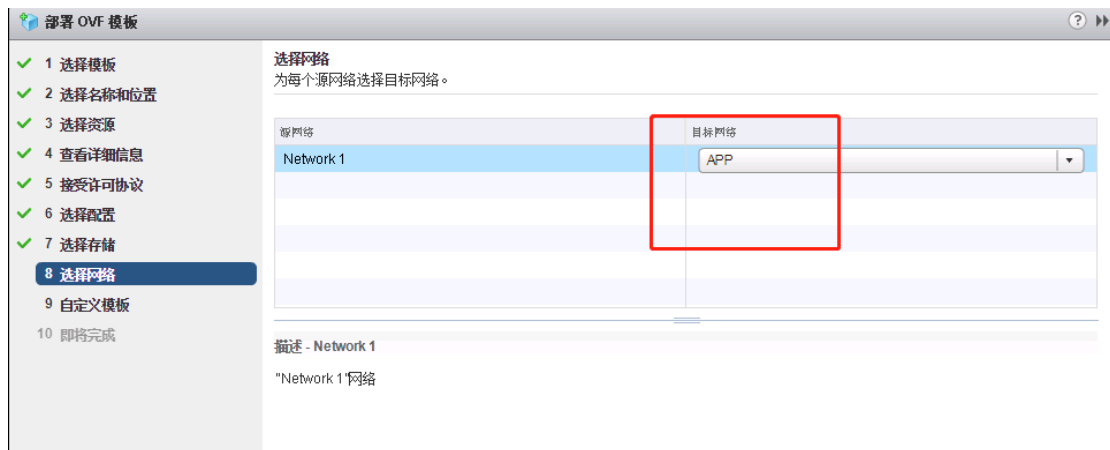 部署 OVF 模板
1 选择模板
2 选择名称和位置
3 选择资源
4 查看详细信息
5 接受许可协议
6 选择配置
7 选择存储
8 选择网络
9 自定义模板
10 即将完成
选择网络
为每个源网络选择目标网络。
源网络 目标网络
Network 1 APP
描述 - Network 1
"Network 1"网络